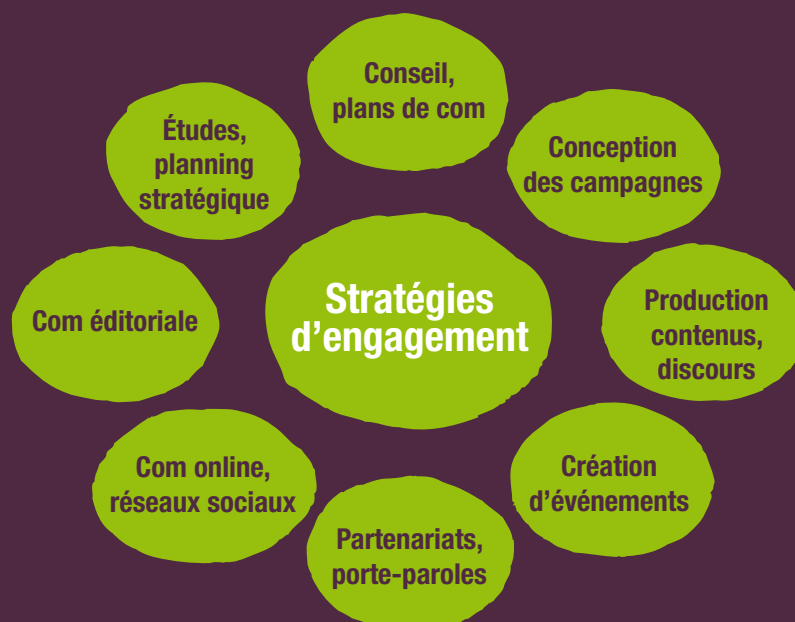 Conseil,
plans de com
Études,
planning
stratégique
Conception
des campagnes
Stratégies
d’engagement
Com éditoriale
Production
contenus,
discours
Com online,
réseaux sociaux
Création
d’événements
Partenariats,
porte-paroles